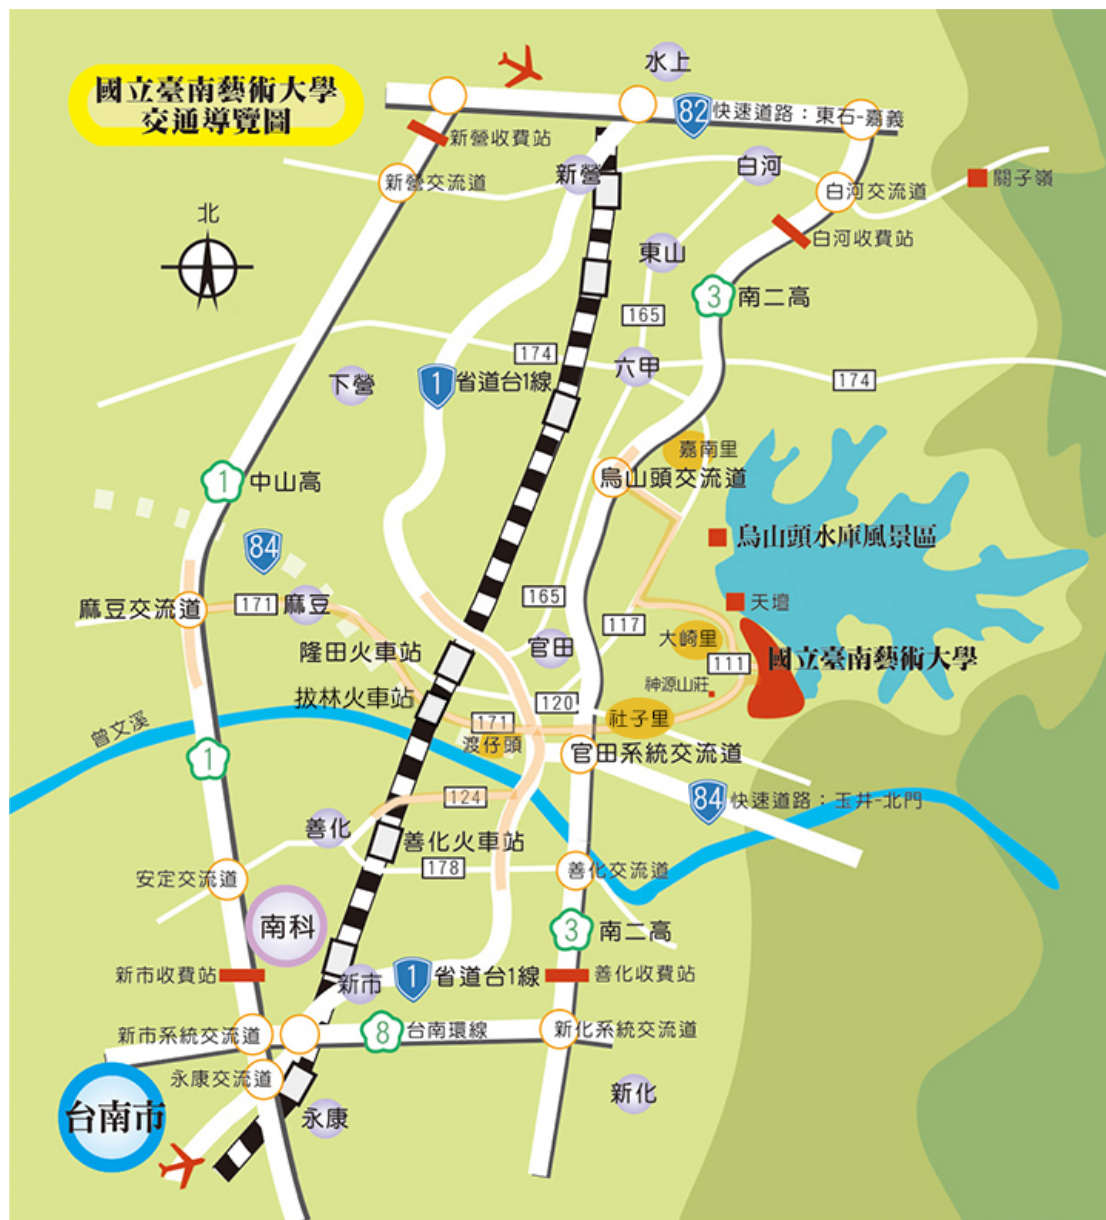 國立臺南藝術大學
交通導覽圖
水上
82
快速道路：東石-嘉義
新營收費站
新營
白河
新營交流道
白河交流道
關子嶺
北
白河收費站
東山
3
南二高
165
174
六甲
174
下營
1
省道台1線
嘉南里
1
中山高
烏山頭交流道
84
烏山頭水庫風景區
麻豆交流道
171
麻豆
165
天壇
117
大崎里
隆田火車站
官田
111
國立臺南藝術大學
神源山莊
拔林火車站
120
171
社子里
曾文溪
渡仔頭
1
官田系統交流道
124
84
快速道路：玉井-北門
善化
善化火車站
178
善化交流道
安定交流道
南科
3
南二高
新市收費站
新市
1
省道台1線
善化收費站
新市系統交流道
8
台南環線
新化系統交流道
永康交流道
台南市
永康
新化